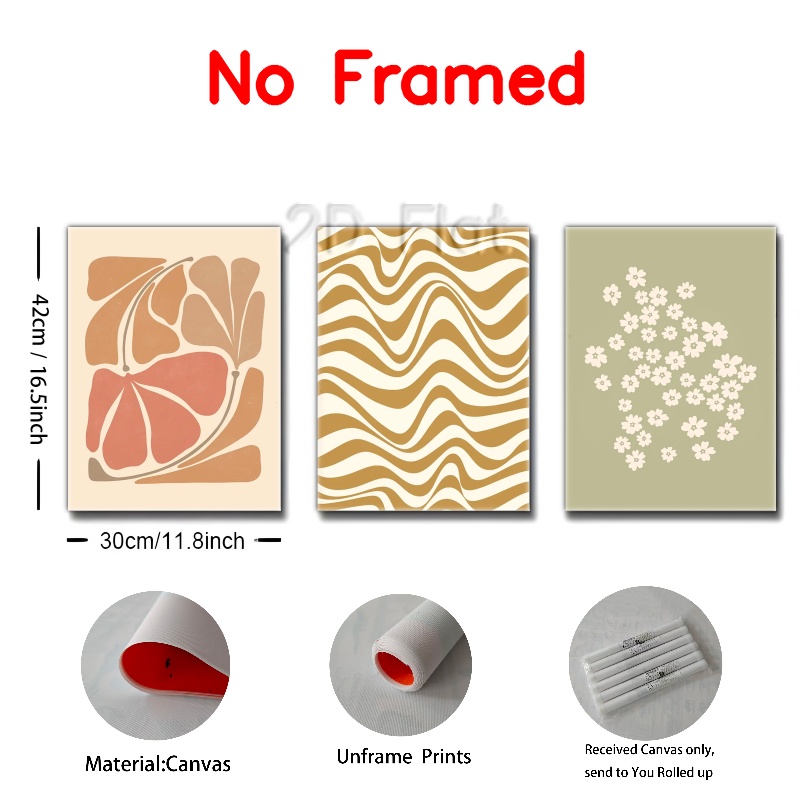 No Framed
2D Flat
42cm / 16.5inch
30cm/11.8inch
Material:Canvas
Unframe Prints
Received Canvas only,
send to You Rolled up